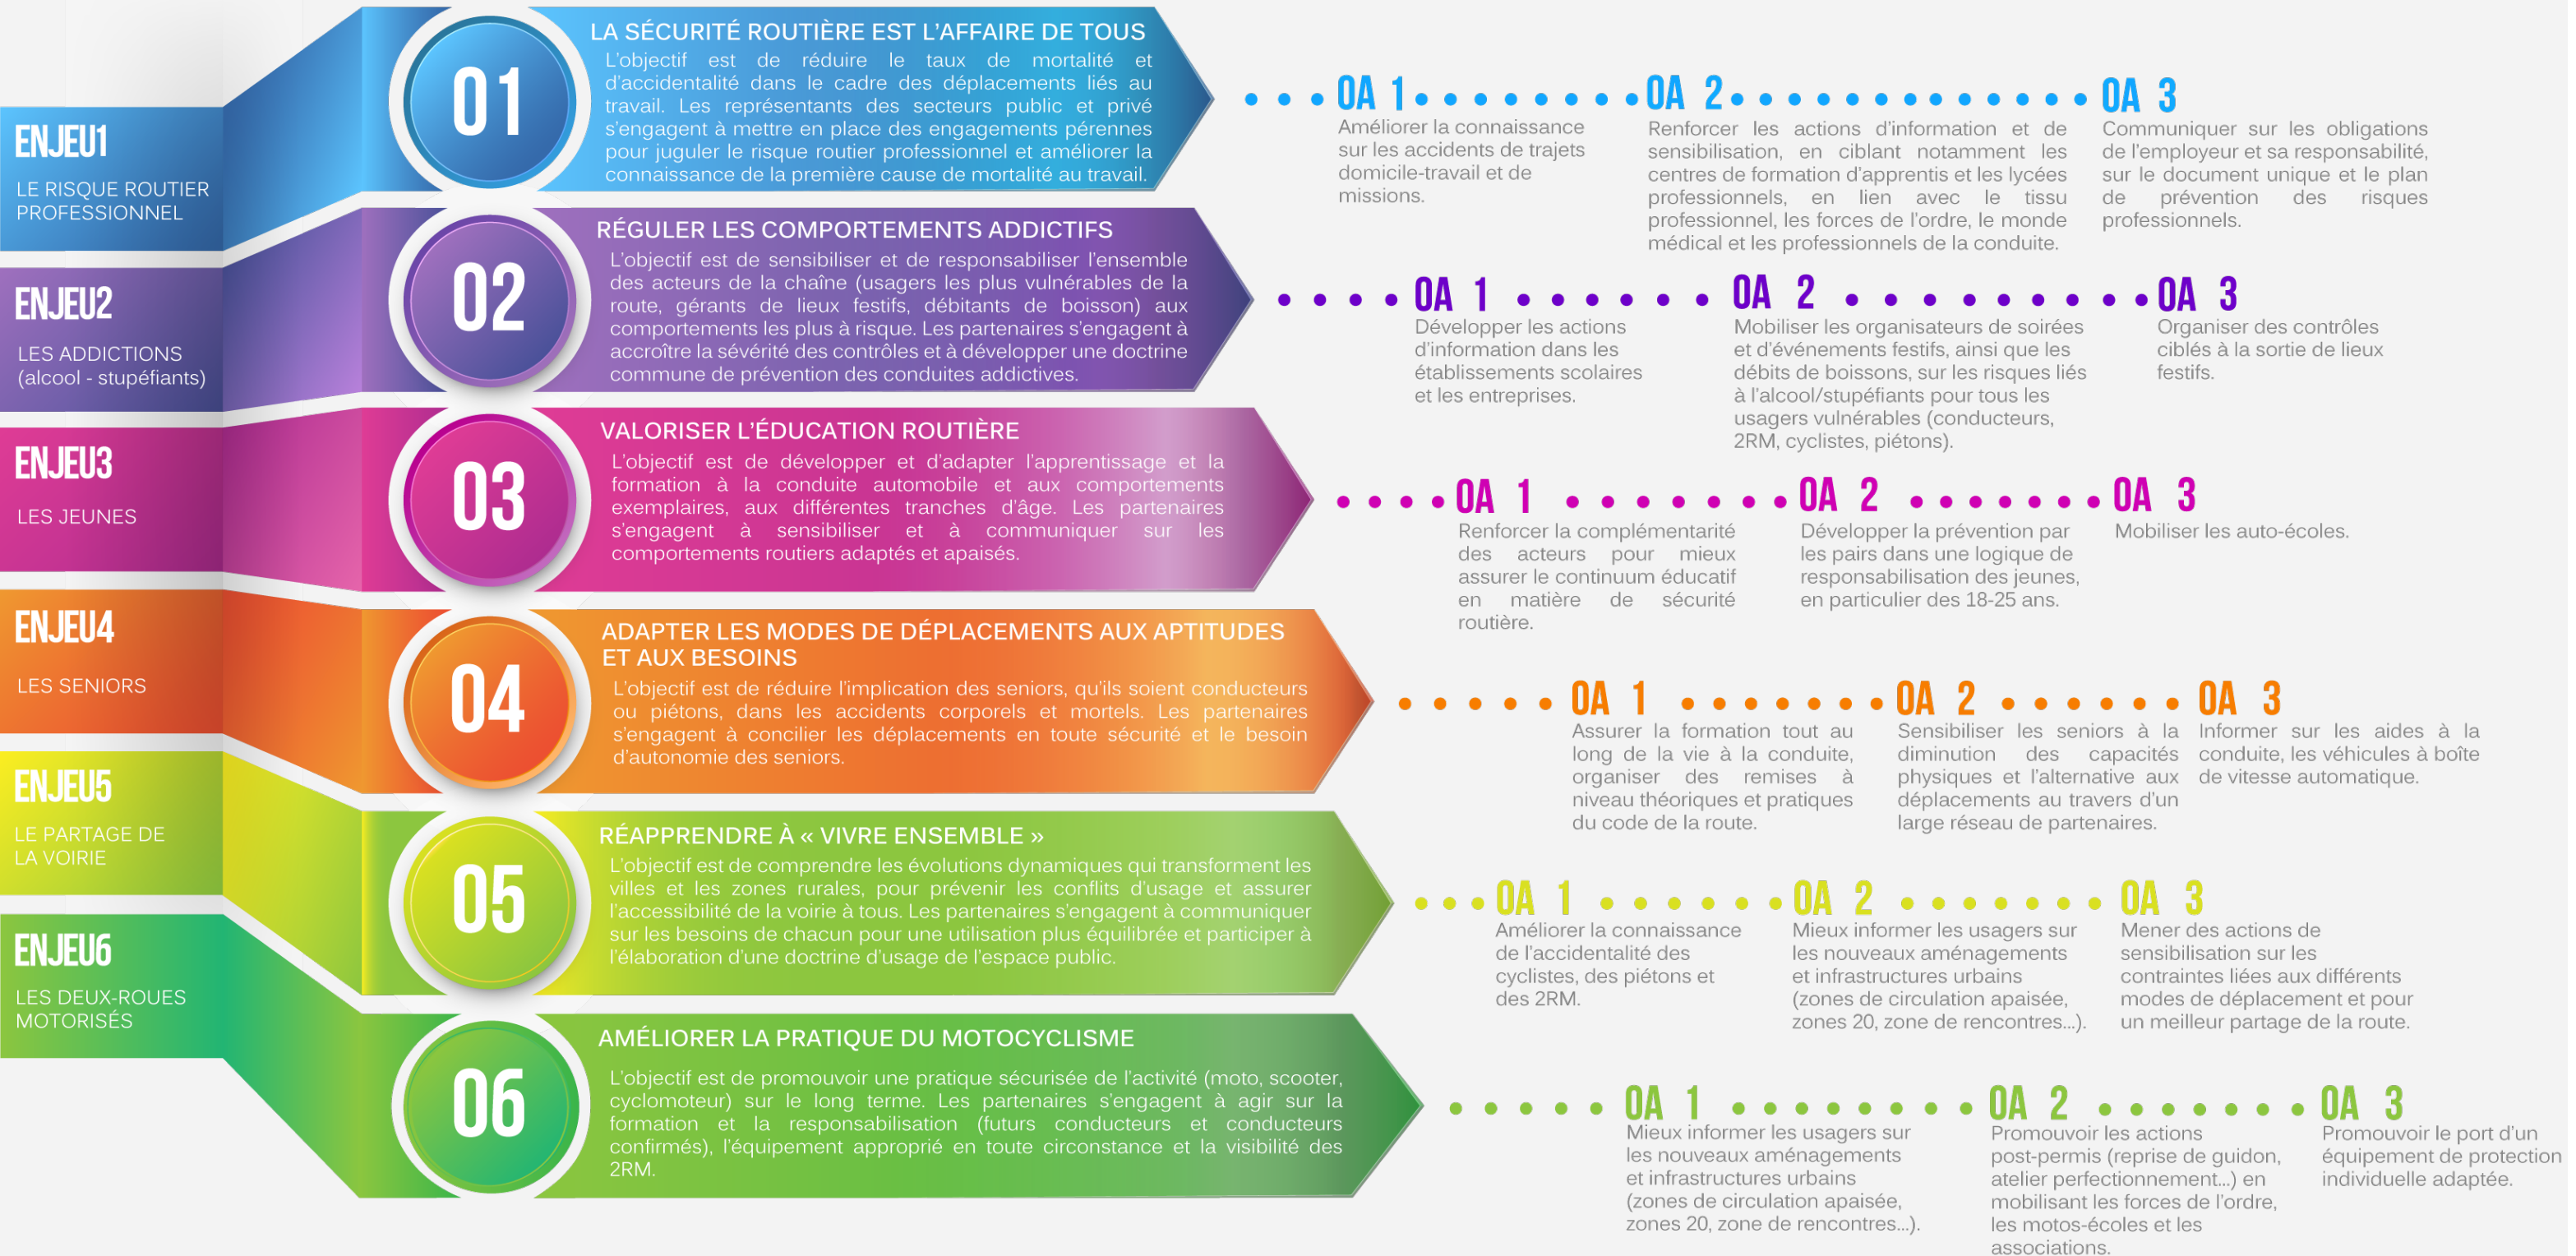 ENJEU1
LE RISQUE ROUTIER
PROFESSIONNEL
01
LA SÉCURITÉ ROUTIÈRE EST L'AFFAIRE DE TOUS
L'objectif est de réduire le taux de mortalité et
d'accidentalité dans le cadre des déplacements liés au
travail. Les représentants des secteurs public et privé
s'engagent à mettre en place des engagements pérennes
pour juguler le risque routier professionnel et améliorer la
connaissance de la première cause de mortalité au travail.
OA 1
Améliorer la connaissance
sur les accidents de trajets
domicile-travail et de
missions.
OA 2
Renforcer les actions d'information et de
sensibilisation, en ciblant notamment les
centres de formation d'apprentis et les lycées
professionnels, en lien avec le tissu
professionnel, les forces de l'ordre, le monde
médical et les professionnels de la conduite.
OA 3
Communiquer sur les obligations
de l'employeur et sa responsabilité,
sur le document unique et le plan
de prévention des risques
professionnels.
ENJEU2
LES ADDICTIONS
(alcool - stupéfiants)
02
RÉGULER LES COMPORTEMENTS ADDICTIFS
L'objectif est de sensibiliser et de responsabiliser l'ensemble
des acteurs de la chaîne (usagers les plus vulnérables de la
route, gérants de lieux festifs, débitants de boisson) aux
comportements les plus à risque. Les partenaires s'engagent à
accroître la sévérité des contrôles et à développer une doctrine
commune de prévention des conduites addictives.
OA 1
Développer les actions
d'information dans les
établissements scolaires
et les entreprises.
OA 2
Mobiliser les organisateurs de soirées
et d'événements festifs, ainsi que les
débits de boissons, sur les risques liés
à l'alcool/stupéfiants pour tous les
usagers vulnérables (conducteurs,
2RM, cyclistes, piétons).
OA 3
Organiser des contrôles
ciblés à la sortie de lieux
festifs.
ENJEU3
LES JEUNES
03
VALORISER L'ÉDUCATION ROUTIÈRE
L'objectif est de développer et d'adapter l'apprentissage et la
formation à la conduite automobile et aux comportements
exemplaires, aux différentes tranches d'âge. Les partenaires
s'engagent à sensibiliser et à communiquer sur les
comportements routiers adaptés et apaisés.
OA 1
Renforcer la complémentarité
des acteurs pour mieux
assurer le continuum éducatif
en matière de sécurité
routière.
OA 2
Développer la prévention par
les pairs dans une logique de
responsabilisation des jeunes,
en particulier des 18-25 ans.
OA 3
Mobiliser les auto-écoles.
ENJEU4
LES SENIORS
04
ADAPTER LES MODES DE DÉPLACEMENTS AUX APTITUDES
ET AUX BESOINS
L'objectif est de réduire l'implication des seniors, qu'ils soient conducteurs
ou piétons, dans les accidents corporels et mortels. Les partenaires
s'engagent à concilier les déplacements en toute sécurité et le besoin
d'autonomie des seniors.
OA 1
Assurer la formation tout au
long de la vie à la conduite,
organiser des remises à
niveau théoriques et pratiques
du code de la route.
OA 2
Sensibiliser les seniors à la
diminution des capacités
physiques et l'alternative aux
déplacements au travers d'un
large réseau de partenaires.
OA 3
Informer sur les aides à la
conduite, les véhicules à boîte
de vitesse automatique.
ENJEU5
LE PARTAGE DE
LA VOIRIE
05
RÉAPPRENDRE À « VIVRE ENSEMBLE »
L'objectif est de comprendre les évolutions dynamiques qui transforment les
villes et les zones rurales, pour prévenir les conflits d'usage et assurer
l'accessibilité de la voirie à tous. Les partenaires s'engagent à communiquer
sur les besoins de chacun pour une utilisation plus équilibrée et participer à
l'élaboration d'une doctrine d'usage de l'espace public.
OA 1
Améliorer la connaissance
de l'accidentalité des
cyclistes, des piétons et
des 2RM.
OA 2
Mieux informer les usagers sur
les nouveaux aménagements
et infrastructures urbains
(zones de circulation apaisée,
zones 20, zone de rencontres...).
OA 3
Mener des actions de
sensibilisation sur les
contraintes liées aux différents
modes de déplacement et pour
un meilleur partage de la route.
ENJEU6
LES DEUX-ROUES
MOTORISÉS
06
AMÉLIORER LA PRATIQUE DU MOTOCYCLISME
L'objectif est de promouvoir une pratique sécurisée de l'activité (moto, scooter,
cyclomoteur) sur le long terme. Les partenaires s'engagent à agir sur la
formation et la responsabilisation (futurs conducteurs et conducteurs
confirmés), l'équipement approprié en toute circonstance et la visibilité des
2RM.
OA 1
Mieux informer les usagers sur
les nouveaux aménagements
et infrastructures urbains
(zones de circulation apaisée,
zones 20, zone de rencontres...).
OA 2
Promouvoir les actions
post-permis (reprise de guidon,
atelier perfectionnement...) en
mobilisant les forces de l'ordre,
les motos-écoles et les
associations.
OA 3
Promouvoir le port d'un
équipement de protection
individuelle adaptée.